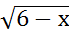 √(6 − x)